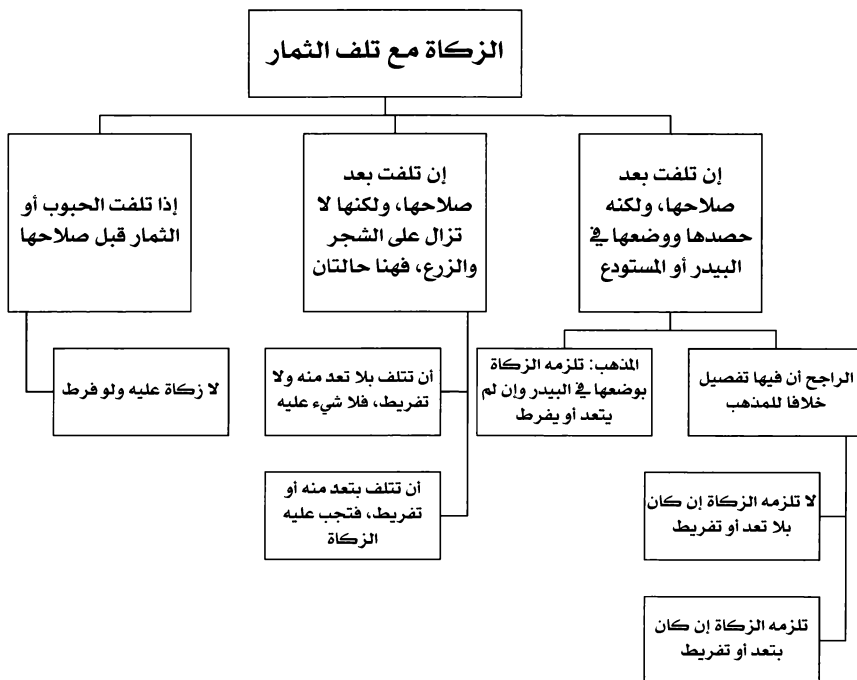 الزكاة مع تلف الثمار
إن تلفت بعد
صلاحها، ولكنه
حصدها ووضعها في
البيدر أو المستودع
إن تلفت بعد
صلاحها، ولكنها لا
تزال على الشجر
والزرع، فهنا حالتان
إذا تلفت الحبوب أو
الثمار قبل صلاحها
الراجح أن فيها تفصيل
خلافا للمذهب
المذهب: تلزمه الزكاة
بوضعها في البيدر وإن لم
يتعد أو يفرط
أن تتلف بلا تعد منه ولا
تفريط، فلا شيء عليه
لا زكاة عليه ولو فرط
لا تلزمه الزكاة إن كان
بلا تعد أو تفريط
أن تتلف بتعد منه أو
تفريط، فتجب عليه
الزكاة
تلزمه الزكاة إن كان
بتعد أو تفريط